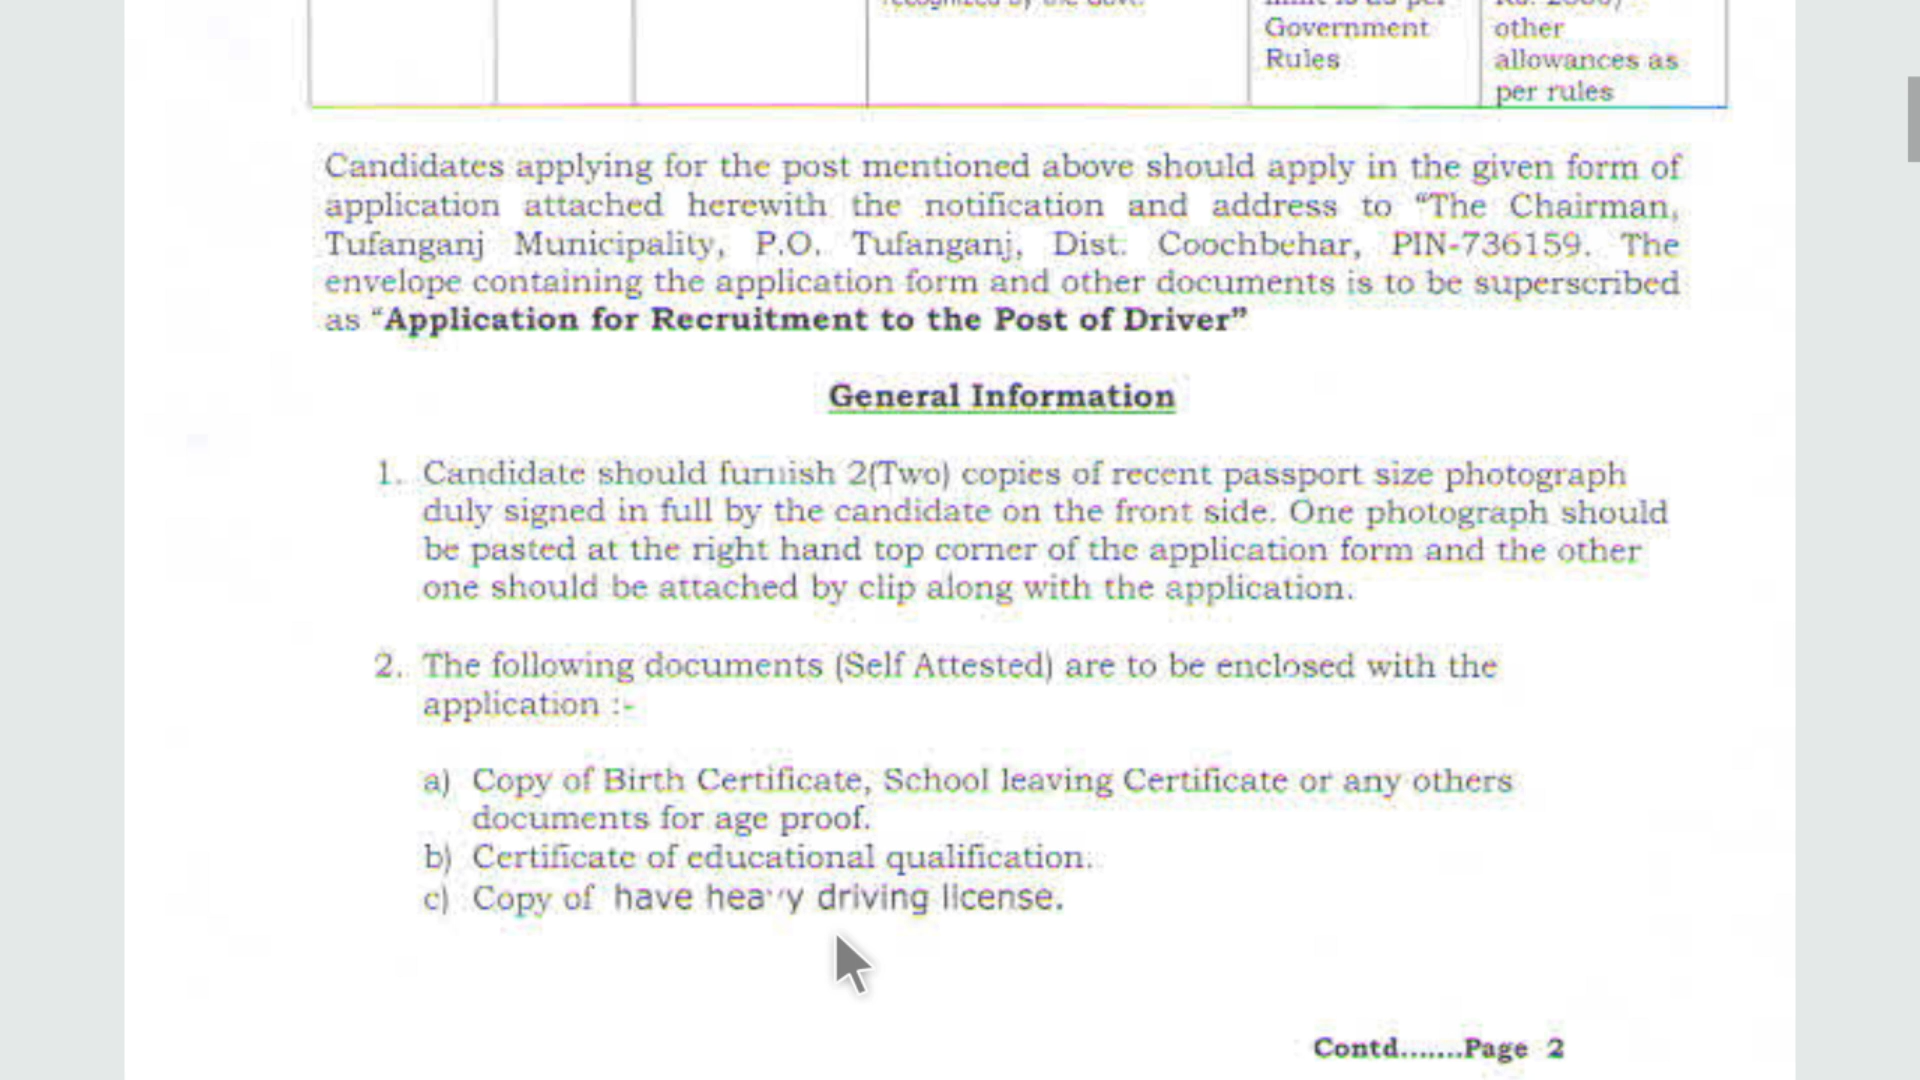 recognized by the Govt.
limit is as per
Government
Rules
other
allowances as
per rules
Candidates applying for the post mentioned above should apply in the given form of
application attached herewith the notification and address to “The Chairman,
Tufanganj Municipality, P.O. Tufanganj, Dist. Coochbehar, PIN-736159. The
envelope containing the application form and other documents is to be superscribed
as “Application for Recruitment to the Post of Driver”
General Information
1. Candidate should furnish 2(Two) copies of recent passport size photograph
duly signed in full by the candidate on the front side. One photograph should
be pasted at the right hand top corner of the application form and the other
one should be attached by clip along with the application.
2. The following documents (Self Attested) are to be enclosed with the
application :-
a) Copy of Birth Certificate, School leaving Certificate or any others
documents for age proof.
b) Certificate of educational qualification.
c) Copy of have heavy driving license.
Contd.......Page 2